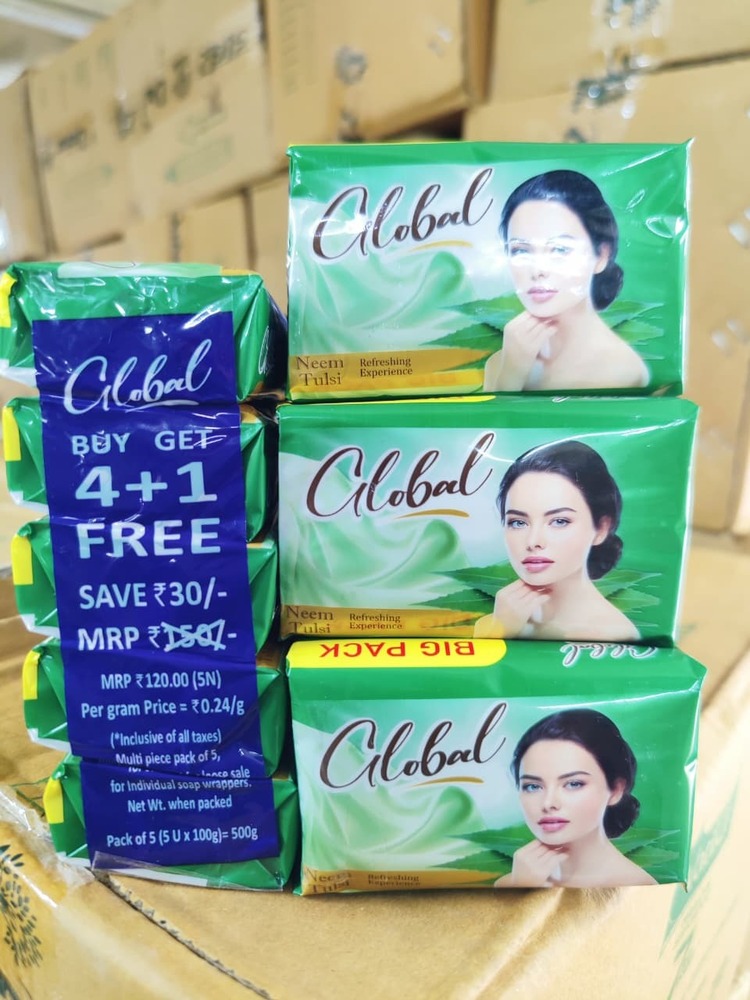 Global
BUY GET
4+1
FREE
SAVE ₹30/-
MRP ₹150/-
MRP ₹120.00 (5N)
Per gram Price = ₹0.24/g
(*Inclusive of all taxes)
Multi piece pack of 5,
sale
for Individual soap wrappers.
Net Wt. when packed
Pack of 5 (5 U x 100g)= 500g
Global
Neem
Tulsi
Refreshing
Experience
Global
Neem
Tulsi
Refreshing
Experience
BIG PACK
Global
Global
Neem
Tulsi
Refreshing
Experience